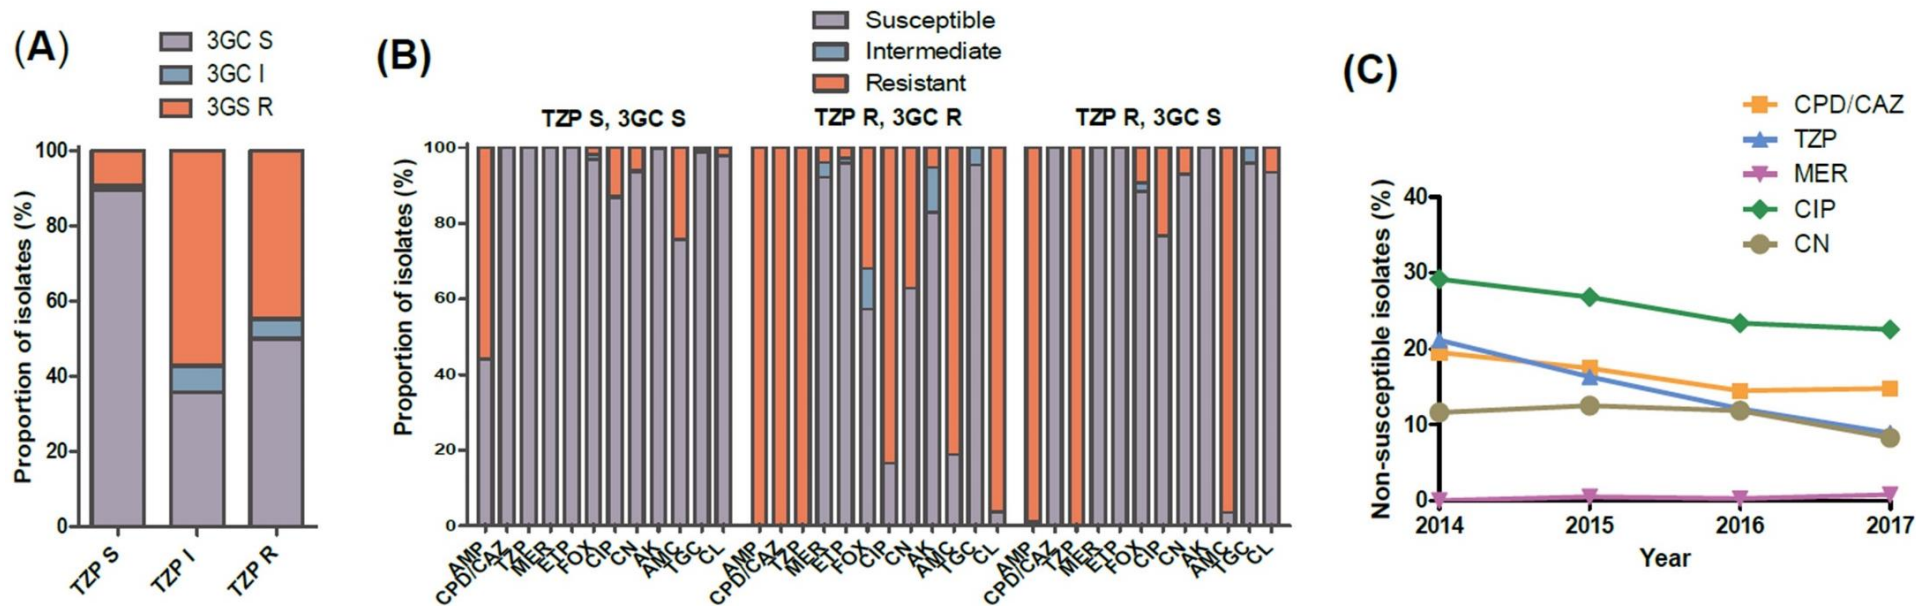 (A)
3GC S
3GC I
3GS R
Proportion of isolates (%)
100
80
60
40
20
0
TZP S
TZP I
TZP R
(B)
Susceptible
Intermediate
Resistant
TZP S, 3GC S
TZP R, 3GC R
TZP R, 3GC S
Proportion of isolates (%)
100
80
60
40
20
0
AMP
CPD/CAZ
TZP
MER
ETP
FOX
CIP
CN
AK
AMC
TGC
CL
AMP
CPD/CAZ
TZP
MER
ETP
FOX
CIP
CN
AK
AMC
TGC
CL
AMP
CPD/CAZ
TZP
MER
ETP
FOX
CIP
CN
AK
AMC
TGC
CL
(C)
CPD/CAZ
TZP
MER
CIP
CN
Non-susceptible isolates (%)
40
30
20
10
0
2014
2015
2016
2017
Year